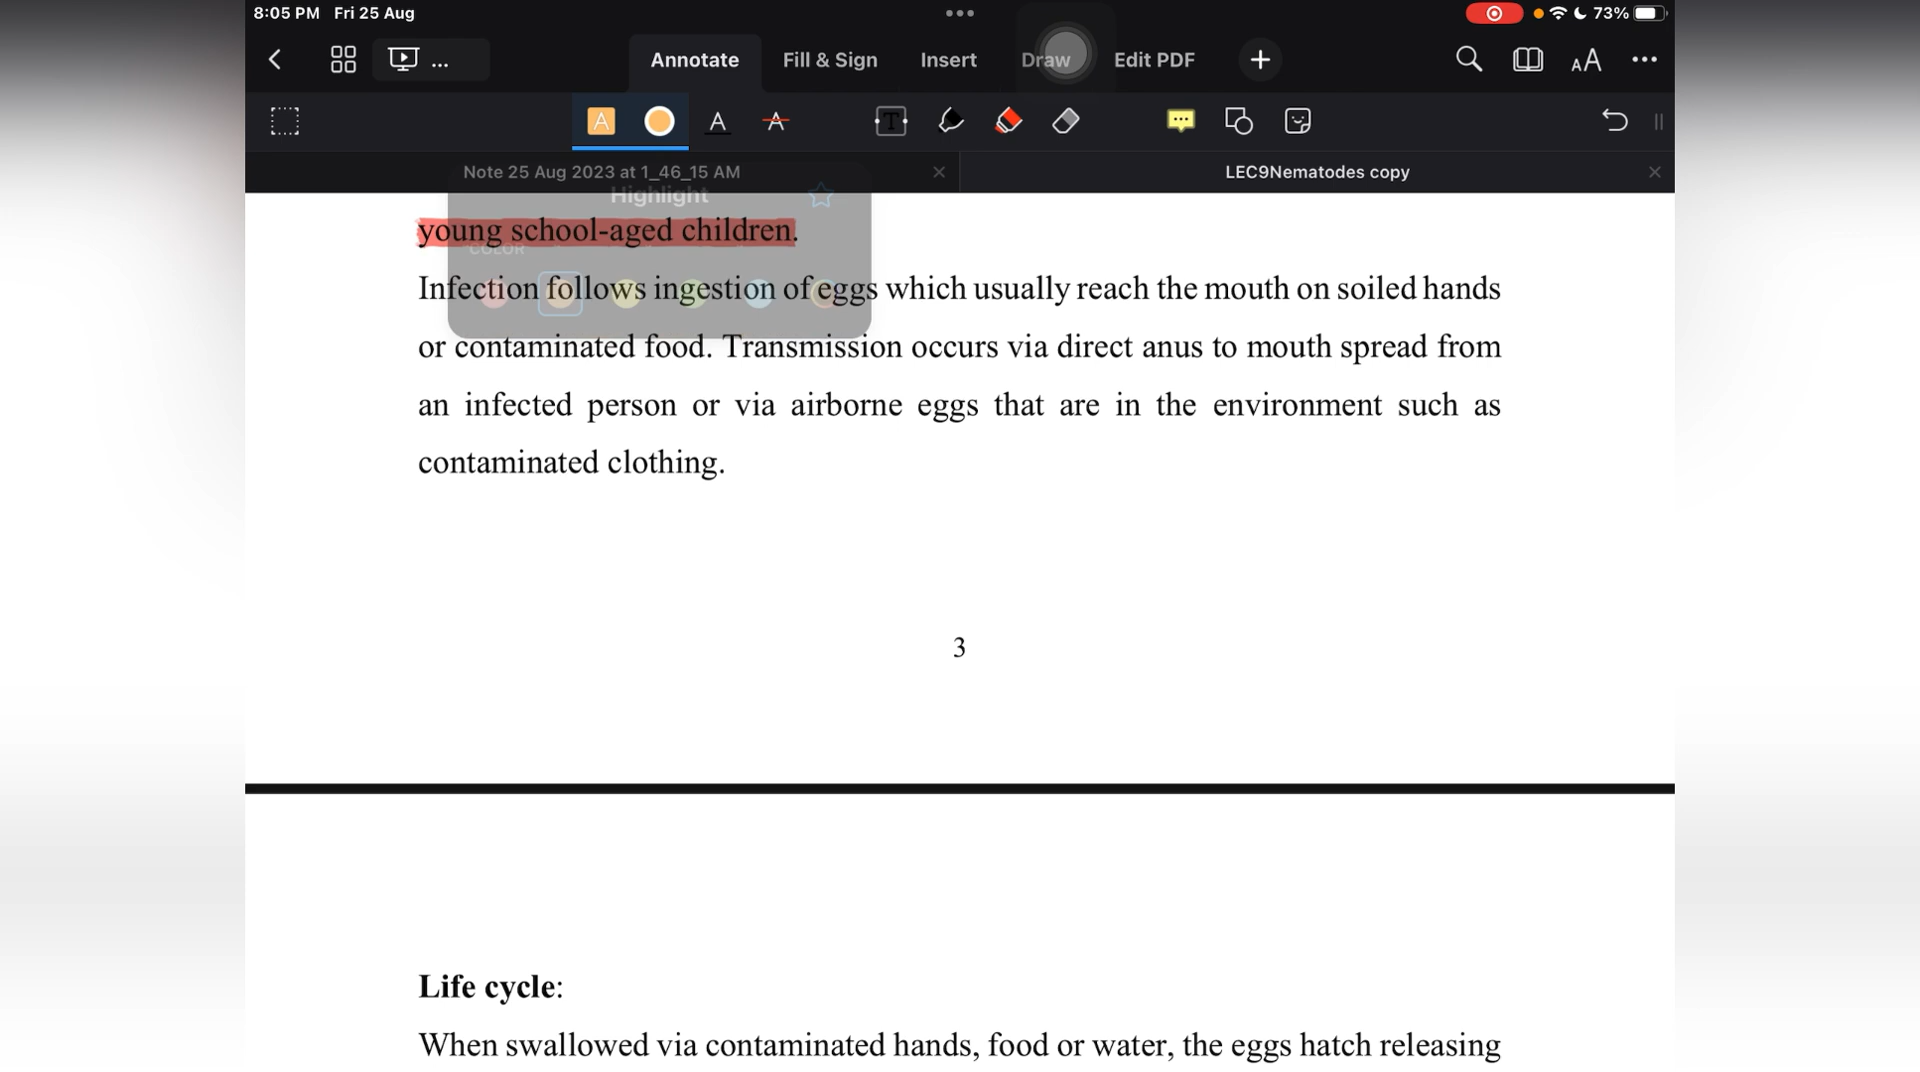 8:05 PM Fri 25 Aug
73%
...
Annotate
Fill & Sign
Insert
Draw
Edit PDF
A
A
A
T
AA
Note 25 Aug 2023 at 1_46_15 AM
LEC9Nematodes copy
Highlight
COLOR
young school-aged children.
Infection follows ingestion of eggs which usually reach the mouth on soiled hands
or contaminated food. Transmission occurs via direct anus to mouth spread from
an infected person or via airborne eggs that are in the environment such as
contaminated clothing.
3
Life cycle:
When swallowed via contaminated hands, food or water, the eggs hatch releasing